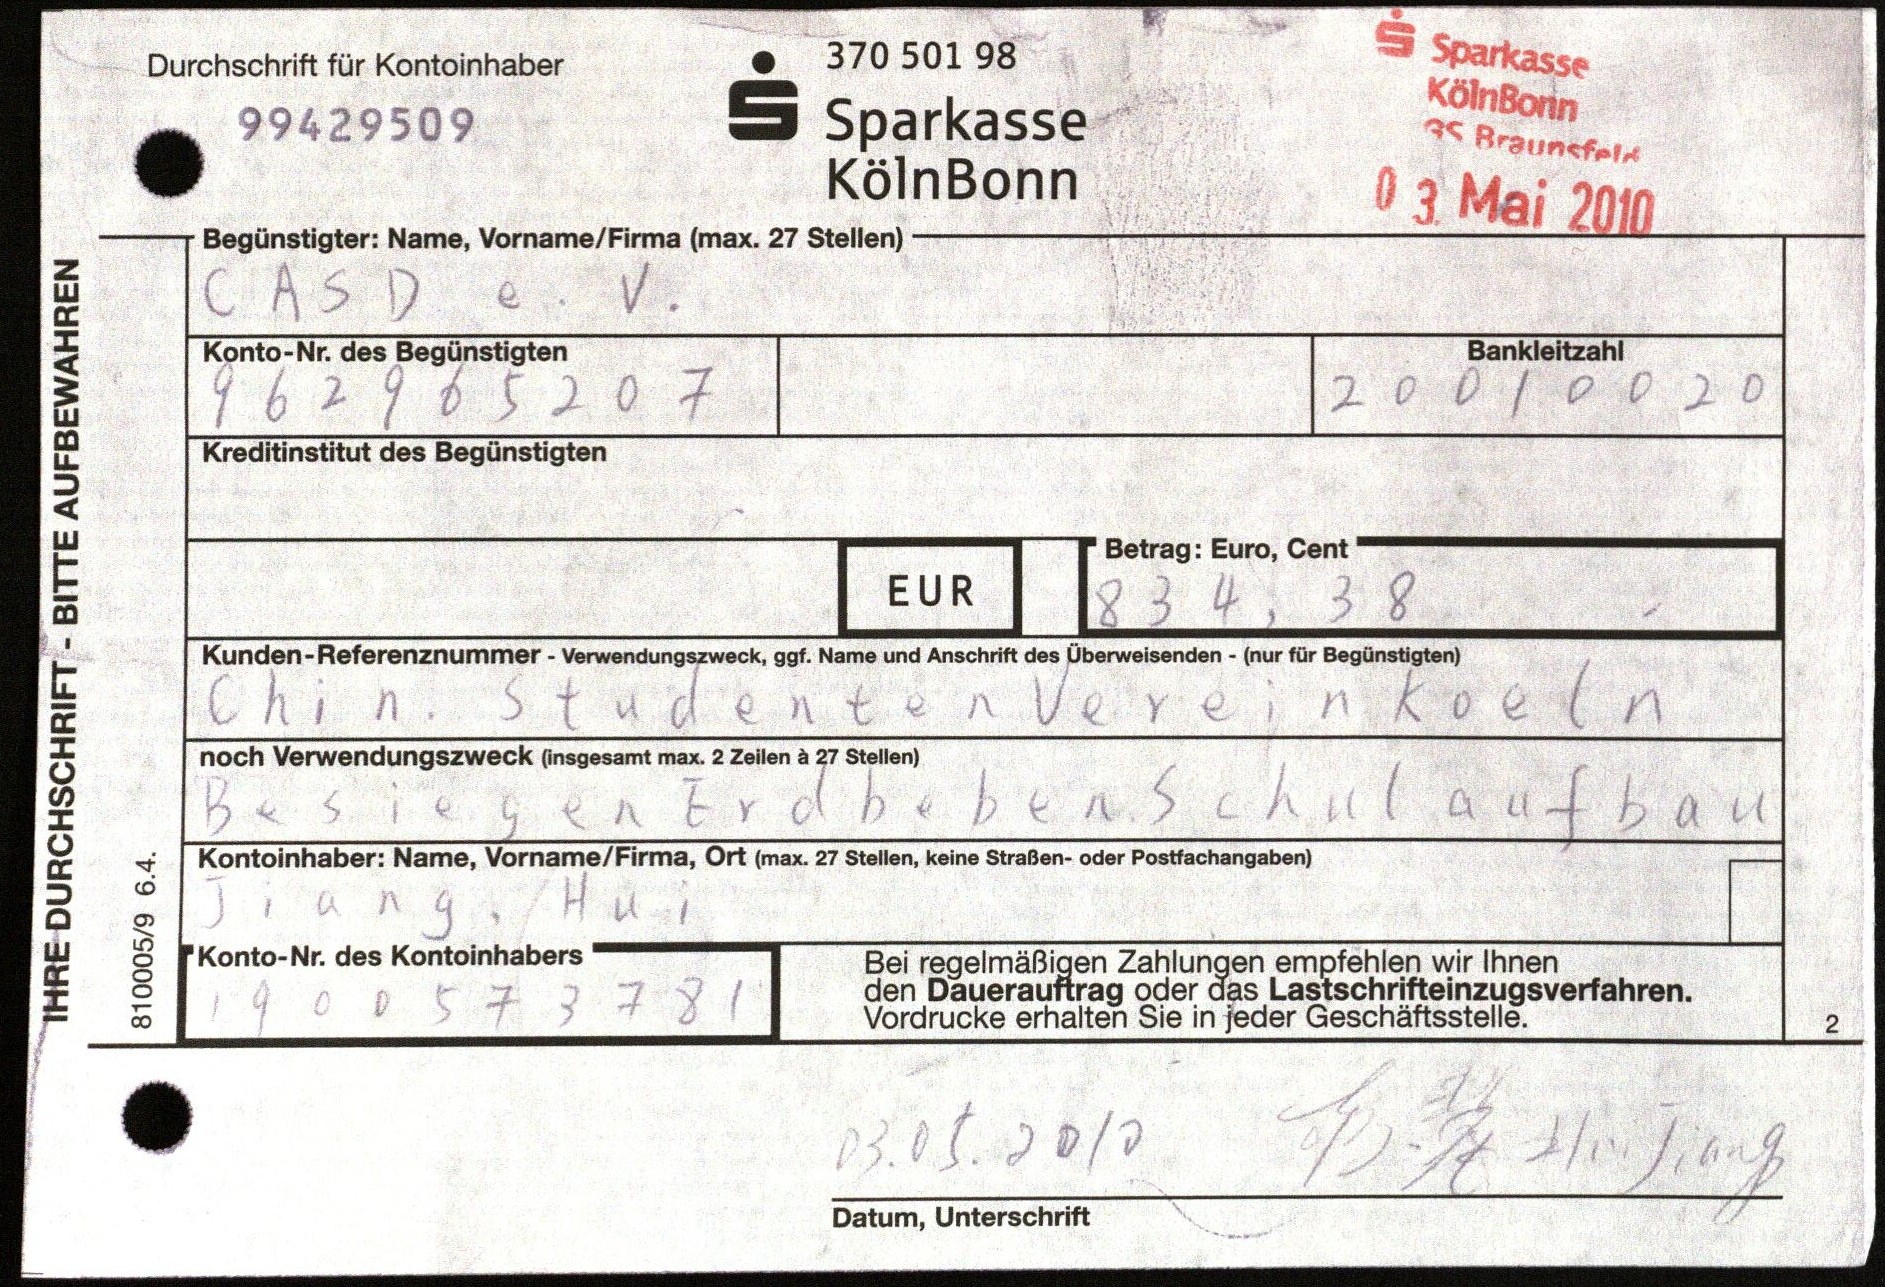 Durchschrift für Kontoinhaber
99429509
370 501 98
Sparkasse
KölnBonn
Sparkasse
KölnBonn
GS Braunsfeld
03. Mai 2010
IHRE DURCHSCHRIFT - BITTE AUFBEWAHREN
810005/9 6.4.
Begünstigter: Name, Vorname/Firma (max. 27 Stellen)
CASD e. V.
Konto-Nr. des Begünstigten
962965207
Bankleitzahl
20010020
Kreditinstitut des Begünstigten
EUR
Betrag: Euro, Cent
834,38
Kunden-Referenznummer - Verwendungszweck, ggf. Name und Anschrift des Überweisenden - (nur für Begünstigten)
Chin. StudentenVereinKoeln
noch Verwendungszweck (insgesamt max. 2 Zeilen à 27 Stellen)
BesiegenErdbeben.Schulaufbau
Kontoinhaber: Name, Vorname/Firma, Ort (max. 27 Stellen, keine Straßen- oder Postfachangaben)
Jiang, Hui
Konto-Nr. des Kontoinhabers
1900573781
Bei regelmäßigen Zahlungen empfehlen wir Ihnen
den Dauerauftrag oder das Lastschrifteinzugsverfahren.
Vordrucke erhalten Sie in jeder Geschäftsstelle.
2
03.05.2010 Hui Jiang
Datum, Unterschrift